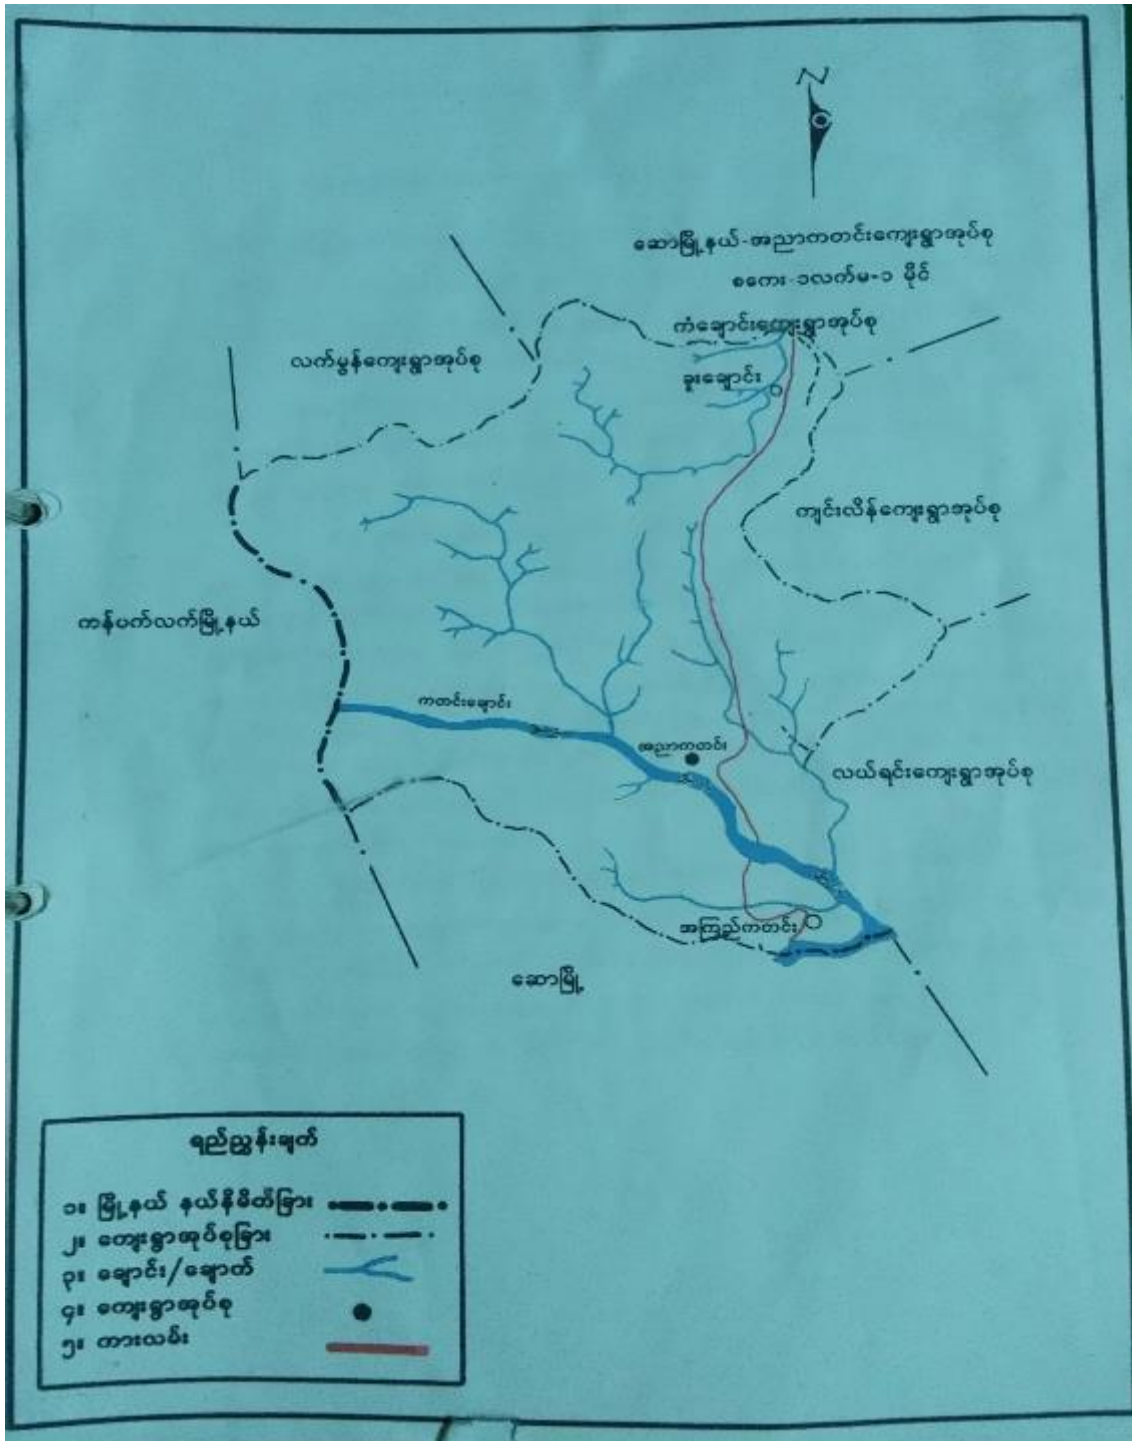 N
ဆောမြို့နယ်-အညာကတင်းကျေးရွာအုပ်စု
စကေး-၁လက်မ-၁ မိုင်
ကံချောင်းကျေးရွာအုပ်စု
လက်မွန်ကျေးရွာအုပ်စု
ခူးချောင်း
ကျင်းလိန်ကျေးရွာအုပ်စု
ကန်ပက်လက်မြို့နယ်
ကတင်းချောင်း
အညာကတင်း
လယ်ရင်းကျေးရွာအုပ်စု
အကြည်ကတင်း
ဆောမြို့
ရည်ညွှန်းချတ်
၁။ မြို့နယ် နယ်နိမိတ်ခြား
၂။ ကျေးရွာအုပ်စုခြား
၃။ ချောင်း/ချောတ်
၄။ ကျေးရွာအုပ်စု
၅။ ကားလမ်း